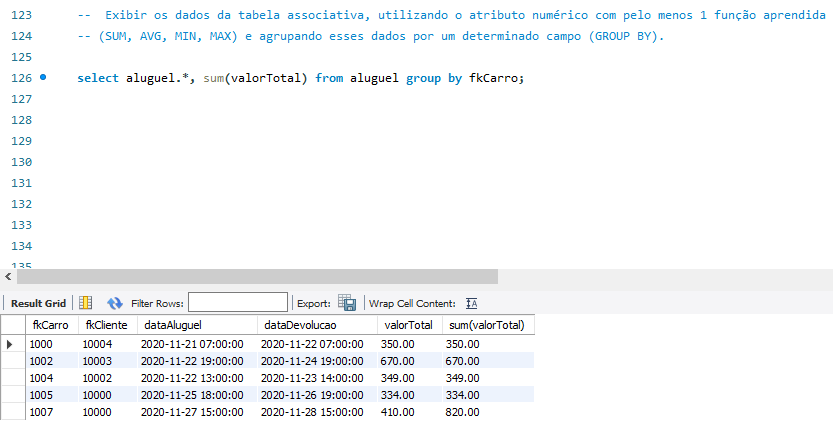 123 --  Exibir os dados da tabela associativa, utilizando o atributo numérico com pelo menos 1 função aprendida
124 -- (SUM, AVG, MIN, MAX) e agrupando esses dados por um determinado campo (GROUP BY).
125
126 select aluguel.*, sum(valorTotal) from aluguel group by fkCarro;
127
128
129
130
131
132
133
134
135
Result Grid Filter Rows: Export: Wrap Cell Content:
fkCarro fkCliente dataAluguel dataDevolucao valorTotal sum(valorTotal)
1000 10004 2020-11-21 07:00:00 2020-11-22 07:00:00 350.00 350.00
1002 10003 2020-11-22 19:00:00 2020-11-24 19:00:00 670.00 670.00
1004 10002 2020-11-22 13:00:00 2020-11-23 14:00:00 349.00 349.00
1005 10000 2020-11-25 18:00:00 2020-11-26 19:00:00 334.00 334.00
1007 10000 2020-11-27 15:00:00 2020-11-28 15:00:00 410.00 820.00